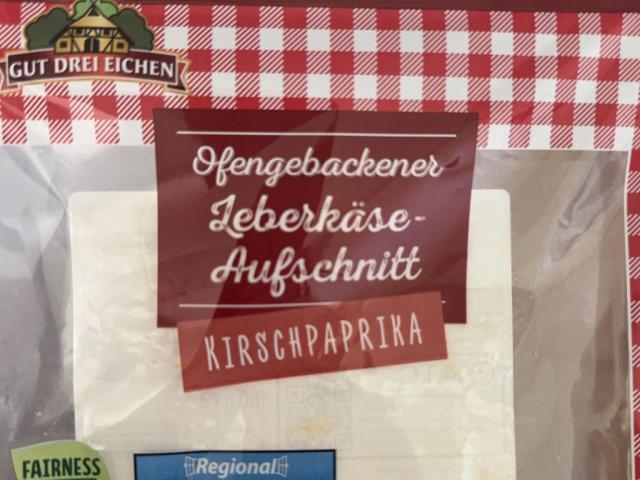 GUT DREI EICHEN
Ofengebackener
Leberkäse-
Aufschnitt
KIRSCHPAPRIKA
FAIRNESS
Regional